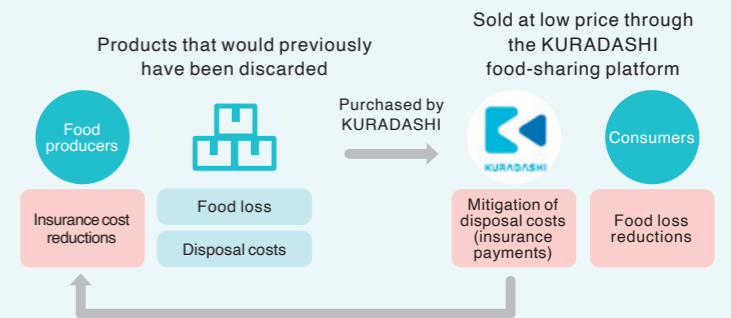 Products that would previously
have been discarded
Sold at low price through
the KURADASHI
food-sharing platform
Food
producers
Purchased by
KURADASHI
KURADASHI
Consumers
Insurance cost
reductions
Food loss
Disposal costs
Mitigation of
disposal costs
(insurance
payments)
Food loss
reductions